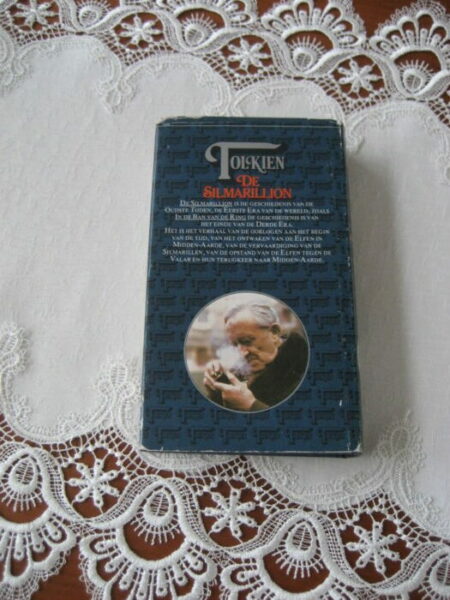 TOLKIEN
DE
SILMARILLION
DE SILMARILLION IS DE GESCHIEDENIS VAN DE
OUDSTE TIJDEN, DE EERSTE ERA VAN DE WERELD, ZOALS
IN DE BAN VAN DE RING DE GESCHIEDENIS IS VAN
HET EINDE VAN DE DERDE ERA.
HET IS HET VERHAAL VAN DE OORLOGEN AAN HET BEGIN
VAN DE TIJD, VAN HET ONTWAKEN VAN DE ELFEN IN
MIDDEN-AARDE, VAN DE VERVAARDIGING VAN DE
SILMARILLEN, VAN DE OPSTAND VAN DE ELFEN TEGEN DE
VALAR EN HUN TERUGKEER NAAR MIDDEN-AARDE.